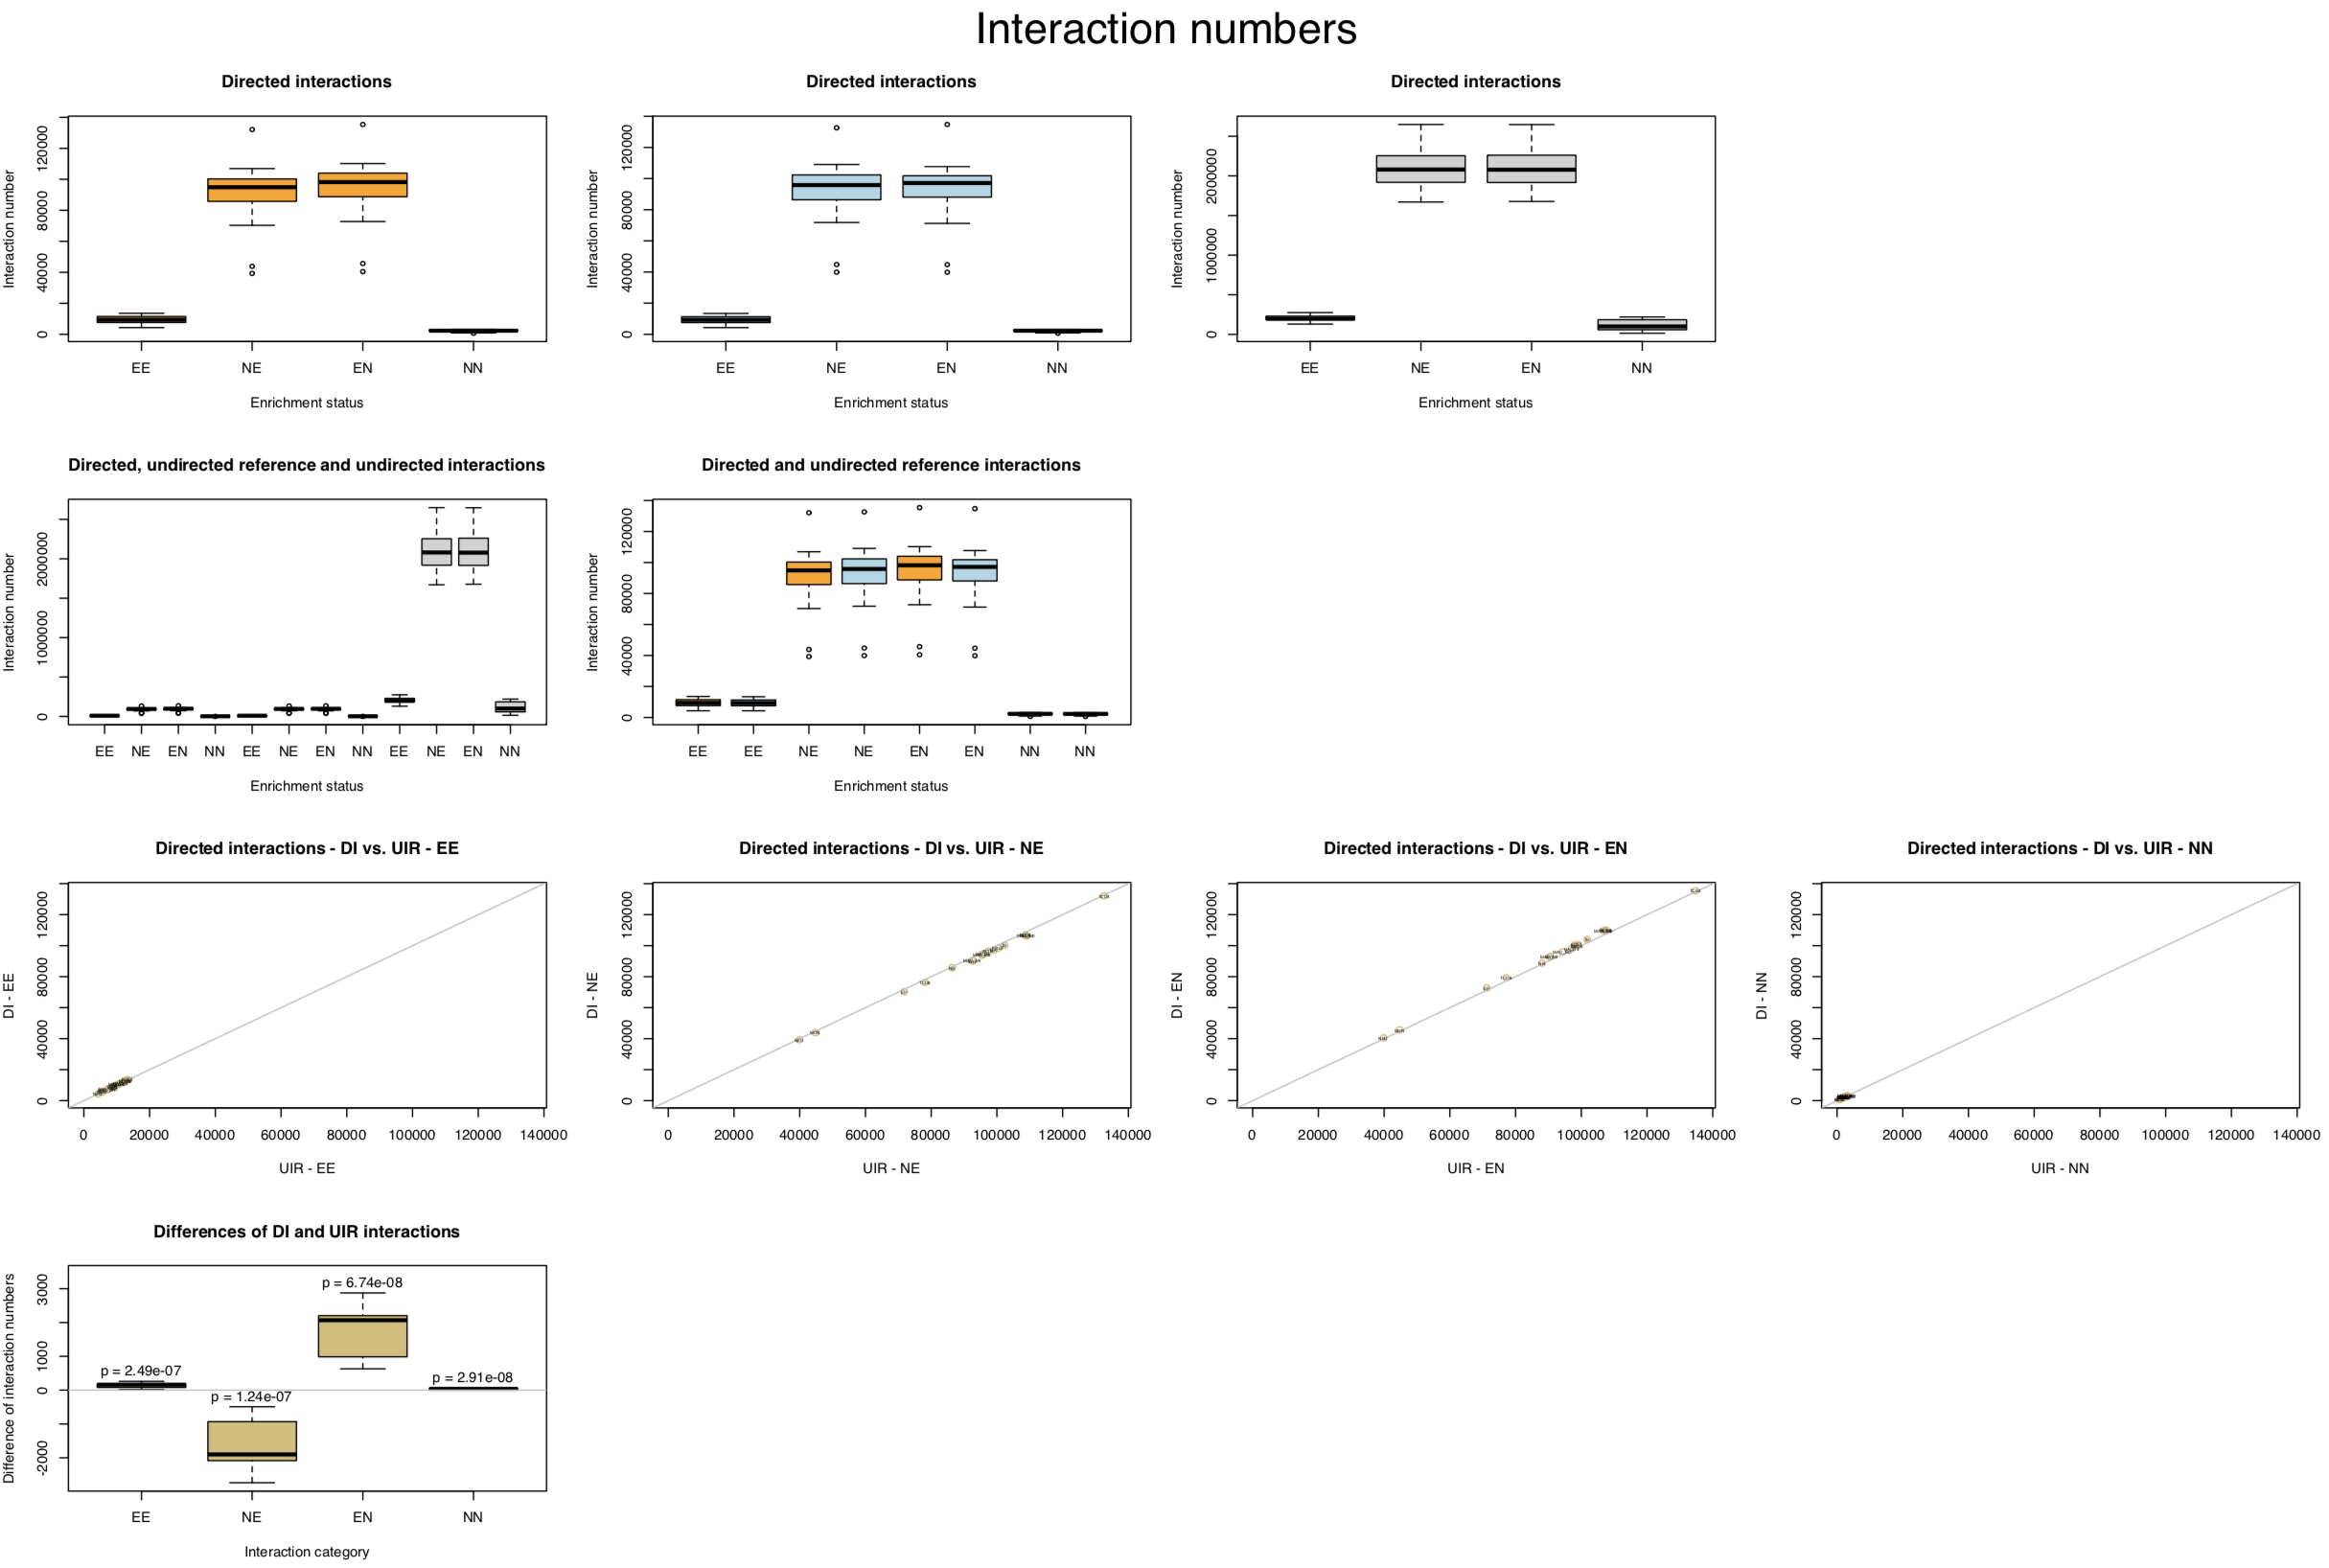 Interaction numbers
Directed interactions
Interaction number
0 40000 80000 120000
EE NE EN NN
Enrichment status
Directed interactions
Interaction number
0 40000 80000 120000
EE NE EN NN
Enrichment status
Directed interactions
Interaction number
0 1000000 2000000
EE NE EN NN
Enrichment status
Directed, undirected reference and undirected interactions
Interaction number
0 1000000 2000000
EE NE EN NN EE NE EN NN EE NE EN NN
Enrichment status
Directed and undirected reference interactions
Interaction number
0 40000 80000 120000
EE EE NE NE EN EN NN NN
Enrichment status
Directed interactions - DI vs. UIR - EE
DI - EE
0 40000 80000 120000
0 20000 40000 60000 80000 100000 120000 140000
UIR - EE
Directed interactions - DI vs. UIR - NE
DI - NE
0 40000 80000 120000
0 20000 40000 60000 80000 100000 120000 140000
UIR - NE
Directed interactions - DI vs. UIR - EN
DI - EN
0 40000 80000 120000
0 20000 40000 60000 80000 100000 120000 140000
UIR - EN
Directed interactions - DI vs. UIR - NN
DI - NN
0 40000 80000 120000
0 20000 40000 60000 80000 100000 120000 140000
UIR - NN
Differences of DI and UIR interactions
Difference of interaction numbers
-2000 0 1000 3000
p = 2.49e-07
p = 1.24e-07
p = 6.74e-08
p = 2.91e-08
EE NE EN NN
Interaction category